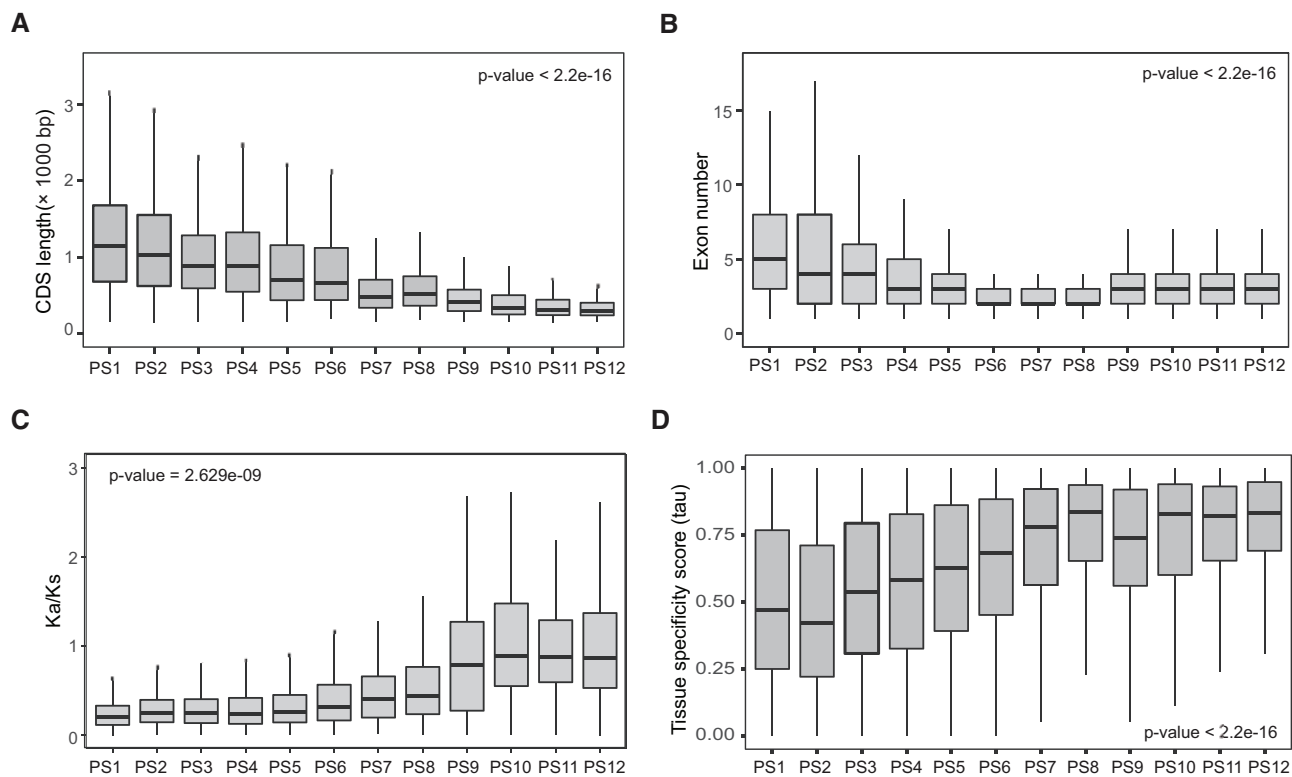 A
p-value < 2.2e-16
CDS length(× 1000 bp)
3
2
1
0
PS1 PS2 PS3 PS4 PS5 PS6 PS7 PS8 PS9 PS10 PS11 PS12
B
p-value < 2.2e-16
Exon number
15
10
5
0
PS1 PS2 PS3 PS4 PS5 PS6 PS7 PS8 PS9 PS10 PS11 PS12
C
p-value = 2.629e-09
Ka/Ks
3
2
1
0
PS1 PS2 PS3 PS4 PS5 PS6 PS7 PS8 PS9 PS10 PS11 PS12
D
Tissue specificity score (tau)
1.00
0.75
0.50
0.25
0.00
p-value < 2.2e-16
PS1 PS2 PS3 PS4 PS5 PS6 PS7 PS8 PS9 PS10 PS11 PS12